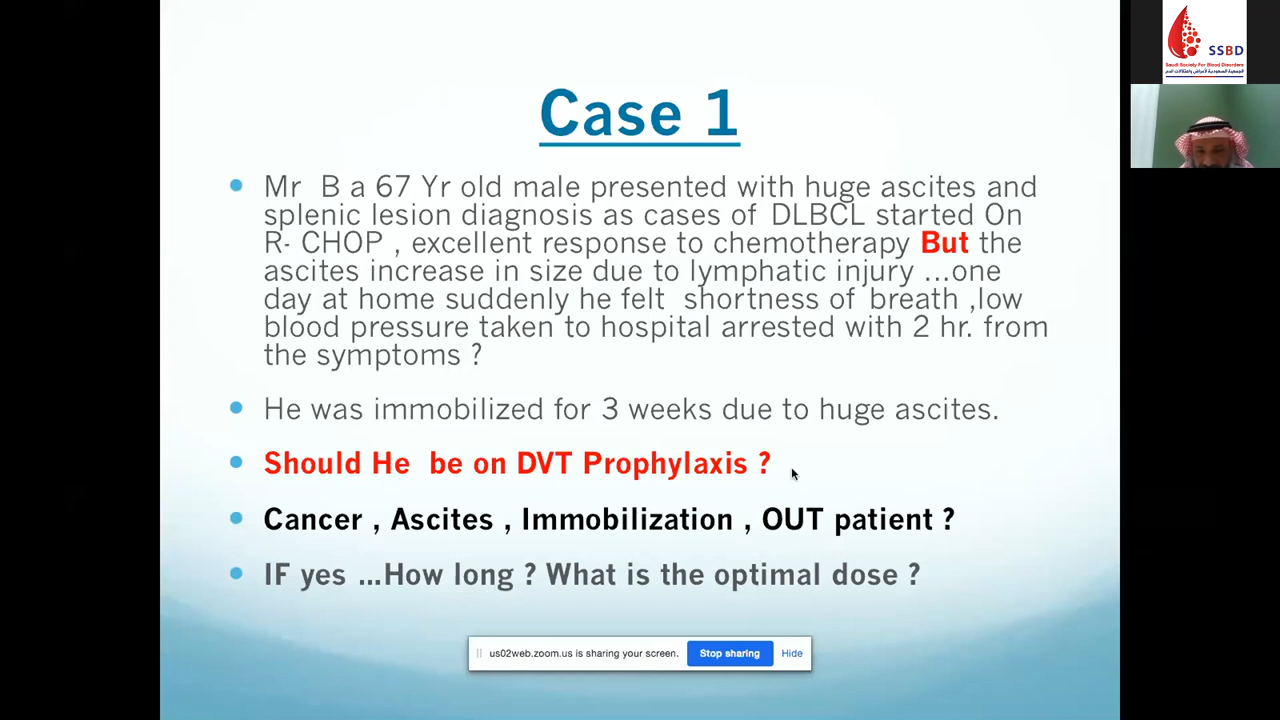 Case 1
Mr B a 67 Yr old male presented with huge ascites and
splenic lesion diagnosis as cases of DLBCL started On
R- CHOP , excellent response to chemotherapy But the
ascites increase in size due to lymphatic injury ...one
day at home suddenly he felt shortness of breath ,low
blood pressure taken to hospital arrested with 2 hr. from
the symptoms ?
He was immobilized for 3 weeks due to huge ascites.
Should He be on DVT Prophylaxis ?
Cancer , Ascites , Immobilization , OUT patient ?
IF yes ...How long ? What is the optimal dose ?
us02web.zoom.us is sharing your screen. Stop sharing Hide
SSBD
Saudi Society For Blood Disorders